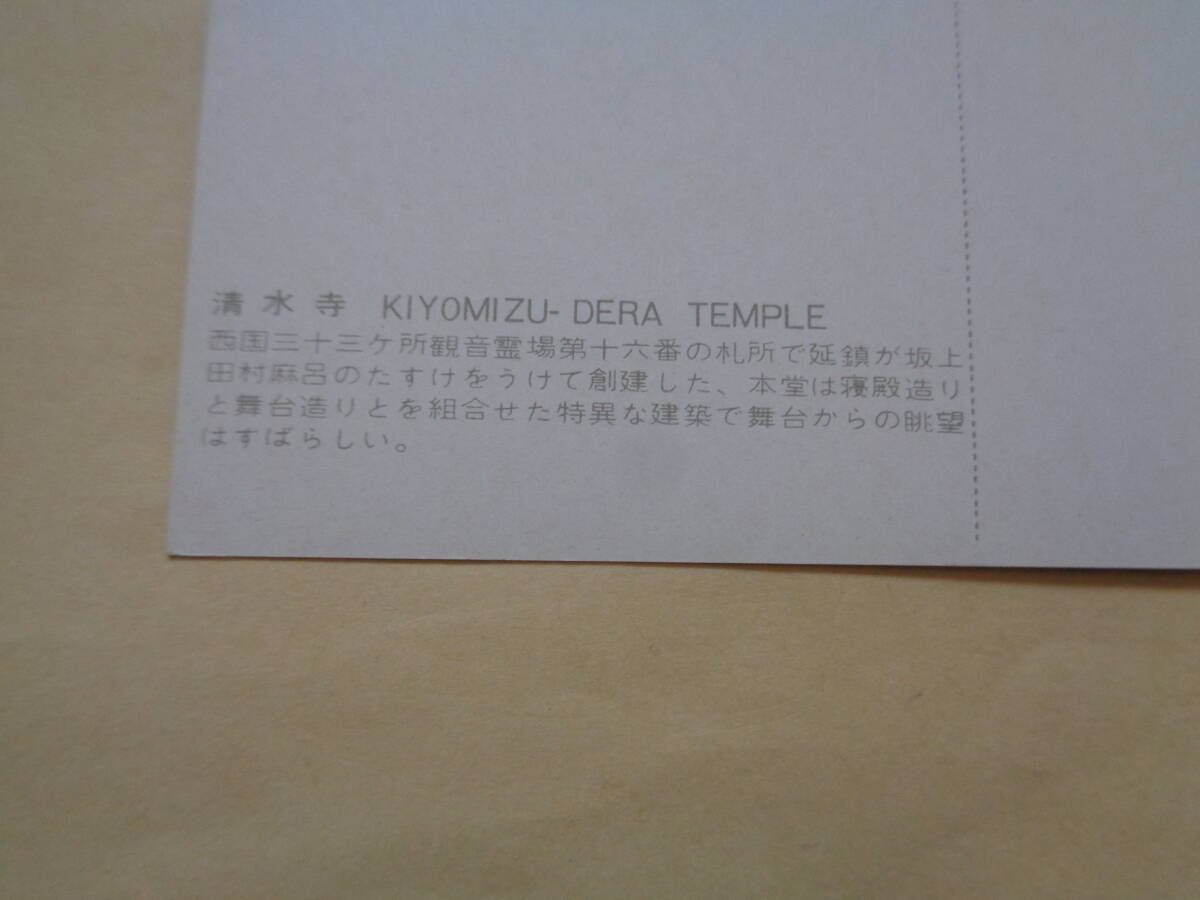 清水寺 KIYOMIZU-DERA TEMPLE
西国三十三ケ所観音霊場第十六番の札所で延鎮が坂上
田村麻呂のたすけをうけて創建した、本堂は寝殿造り
と舞台造りとを組合せた特異な建築で舞台からの眺望
はすばらしい。